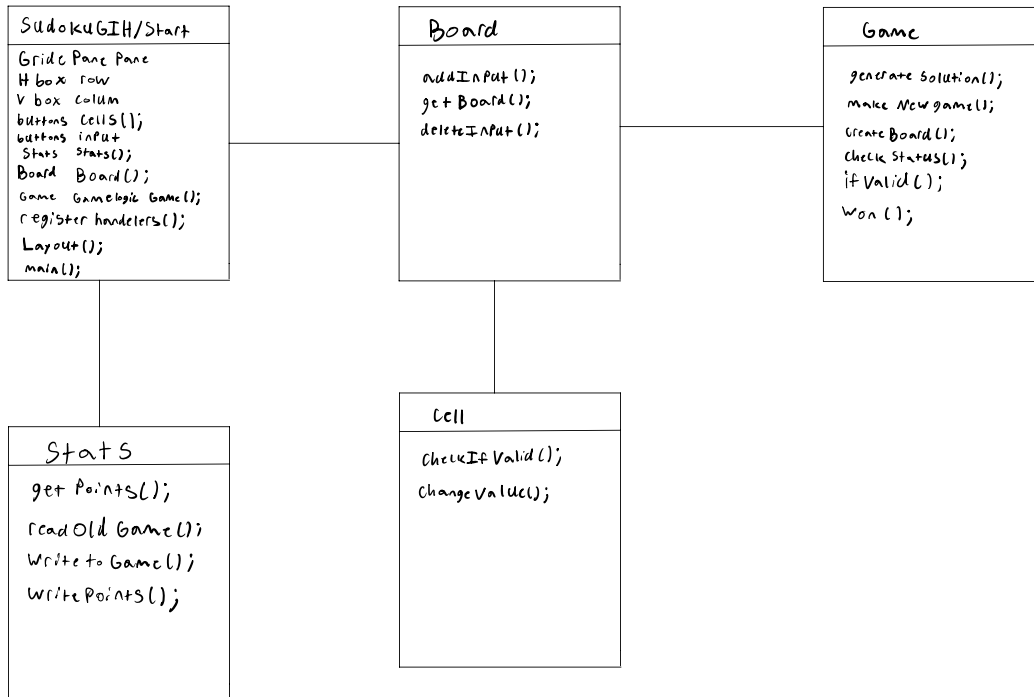 SudokuGIH/Start
Gride Pane Pane
H box row
V box colum
buttons cells();
buttons input
Stats Stats();
Board Board();
Game Gamelogic Game();
register handelers();
Layout();
main();
Board
addInput();
get Board();
deleteInput();
Game
generate solution();
make New game();
Create Board();
Check Status();
if Valid();
Won();
Stats
get Points();
read Old Game();
Write to Game();
Write Points();
Cell
CheckIf Valid();
Change Value();